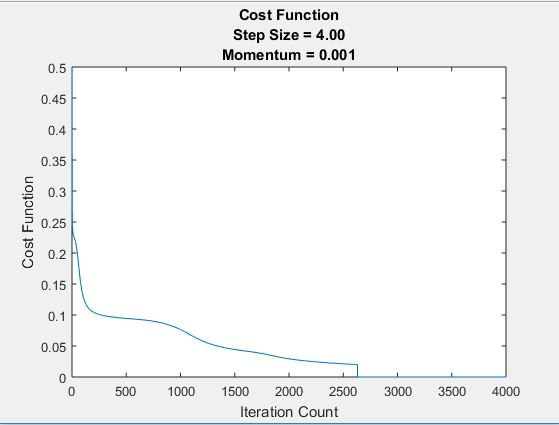 Cost Function
Step Size = 4.00
Momentum = 0.001
0.5
0.45
0.4
0.35
0.3
0.25
0.2
0.15
0.1
0.05
0
Cost Function
0 500 1000 1500 2000 2500 3000 3500 4000
Iteration Count